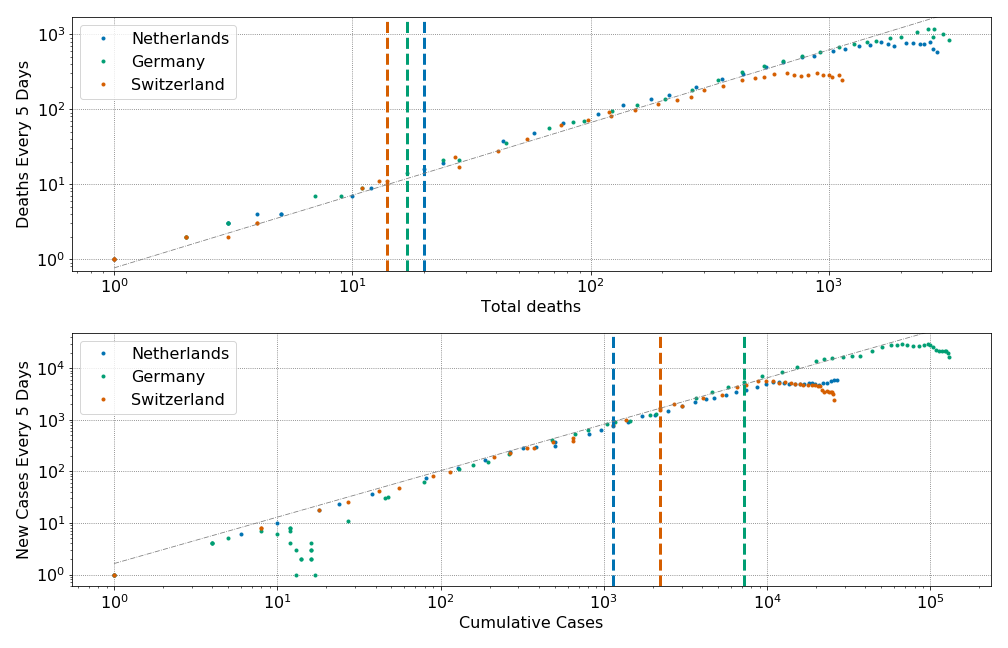 Deaths Every 5 Days
10³
10²
10¹
10⁰
Netherlands
Germany
Switzerland
10⁰ 10¹ 10² 10³
Total deaths
New Cases Every 5 Days
10⁴
10³
10²
10¹
10⁰
Netherlands
Germany
Switzerland
10⁰ 10¹ 10² 10³ 10⁴ 10⁵
Cumulative Cases